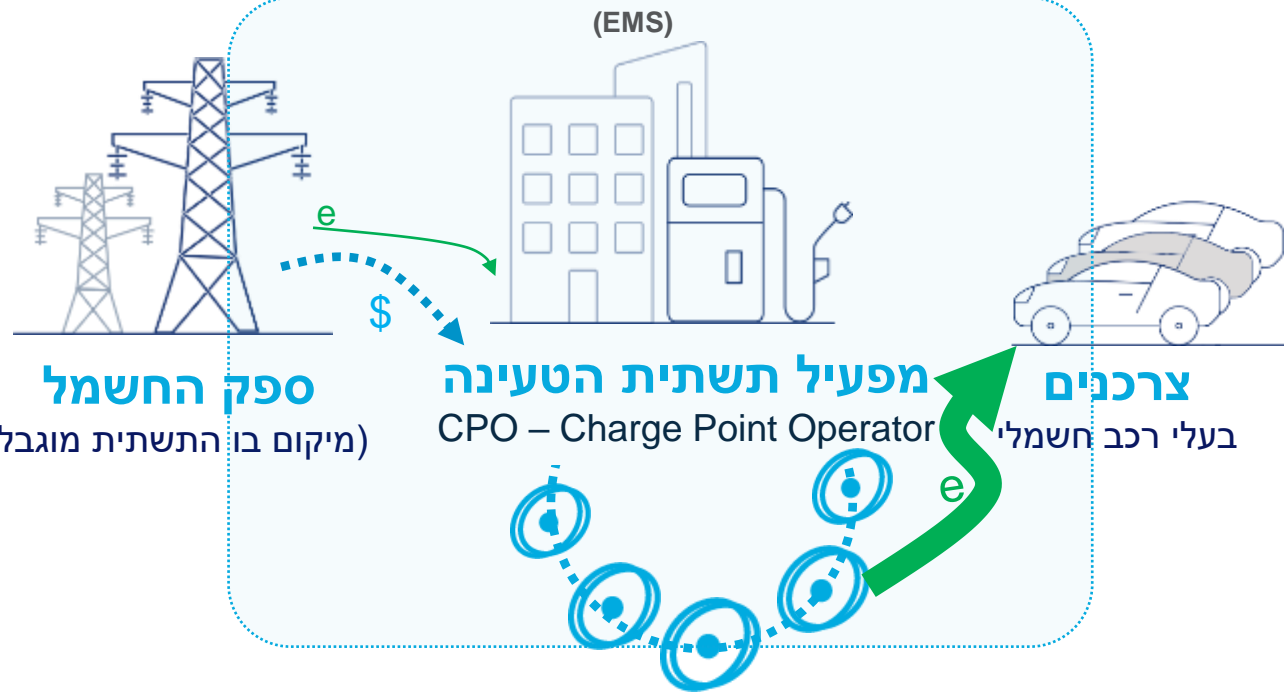 (EMS)
e
$
ספק החשמל
(מיקום בו התשתית מוגבל
מפעיל תשתית הטעינה
CPO – Charge Point Operator
צרכנים
בעלי רכב חשמלי
e